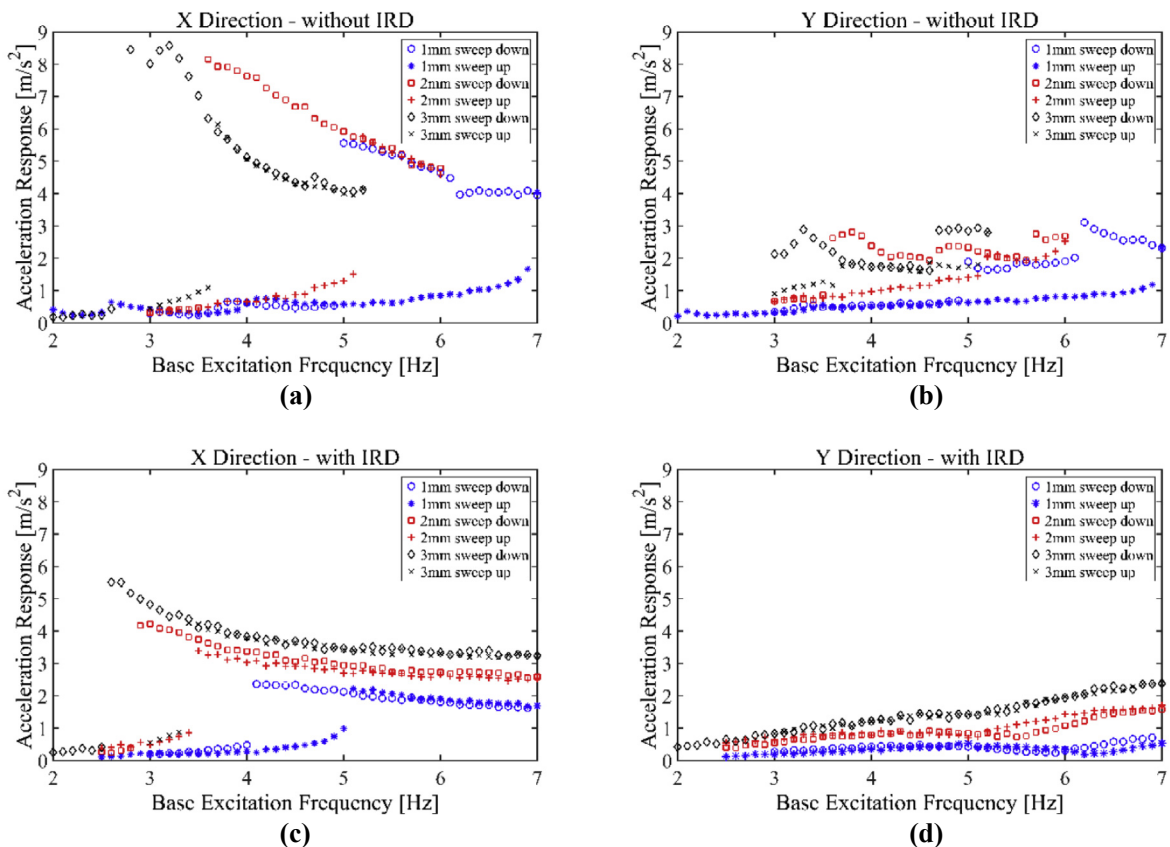 X Direction - without IRD
Acceleration Response [m/s²]
9
8
7
6
5
4
3
2
1
0
1mm sweep down
1mm sweep up
2mm sweep down
2mm sweep up
3mm sweep down
3mm sweep up
2 3 4 5 6 7
Base Excitation Frequency [Hz]
(a)
Y Direction - without IRD
Acceleration Response [m/s²]
9
8
7
6
5
4
3
2
1
0
1mm sweep down
1mm sweep up
2mm sweep down
2mm sweep up
3mm sweep down
3mm sweep up
2 3 4 5 6 7
Base Excitation Frequency [Hz]
(b)
X Direction - with IRD
Acceleration Response [m/s²]
9
8
7
6
5
4
3
2
1
0
1mm sweep down
1mm sweep up
2mm sweep down
2mm sweep up
3mm sweep down
3mm sweep up
2 3 4 5 6 7
Base Excitation Frequency [Hz]
(c)
Y Direction - with IRD
Acceleration Response [m/s²]
9
8
7
6
5
4
3
2
1
0
1mm sweep down
1mm sweep up
2mm sweep down
2mm sweep up
3mm sweep down
3mm sweep up
2 3 4 5 6 7
Base Excitation Frequency [Hz]
(d)